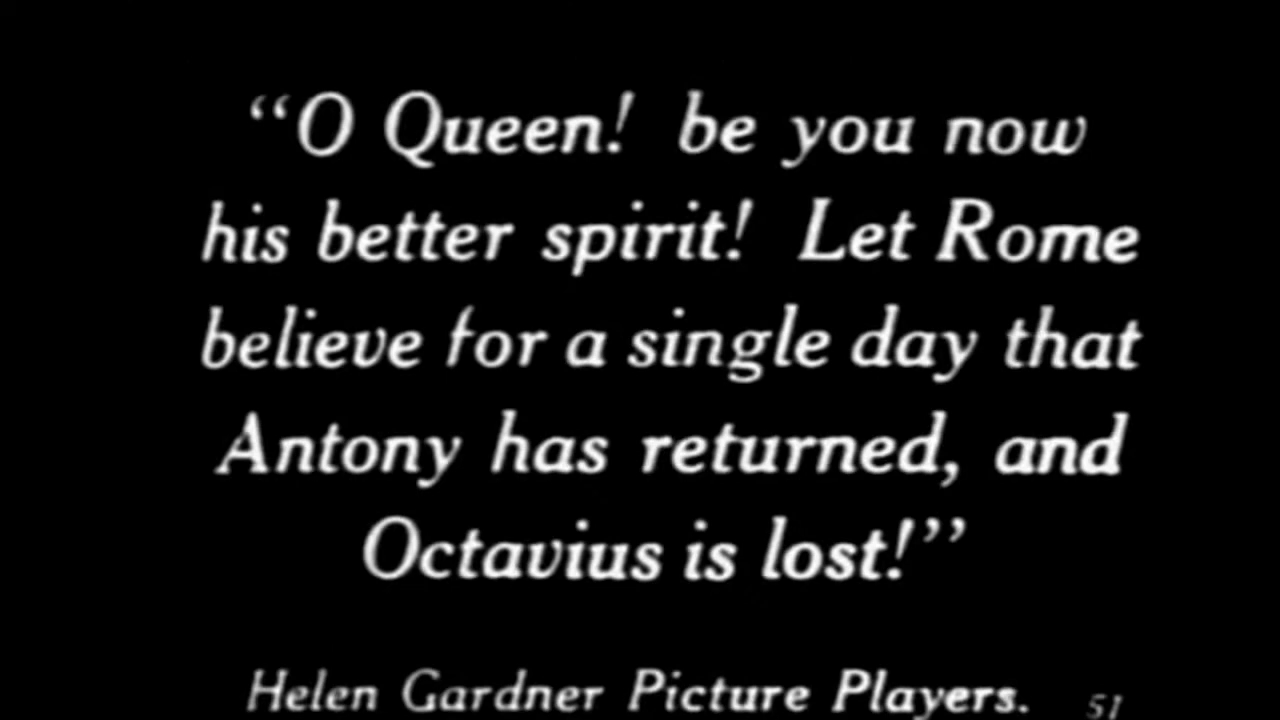 “O Queen! be you now
his better spirit! Let Rome
believe for a single day that
Antony has returned, and
Octavius is lost!”
Helen Gardner Picture Players. 51